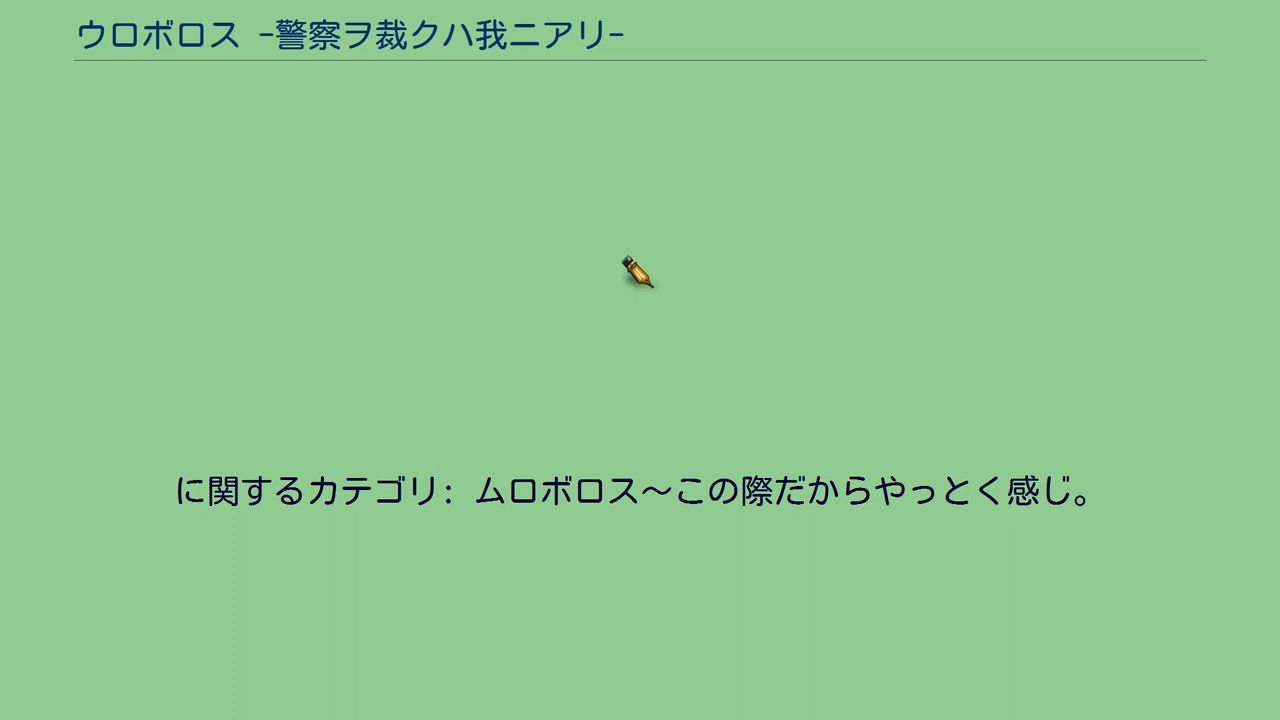 ウロボロス -警察ヲ裁クハ我ニアリ-
に関するカテゴリ: ムロボロス〜この際だからやっとく感じ。